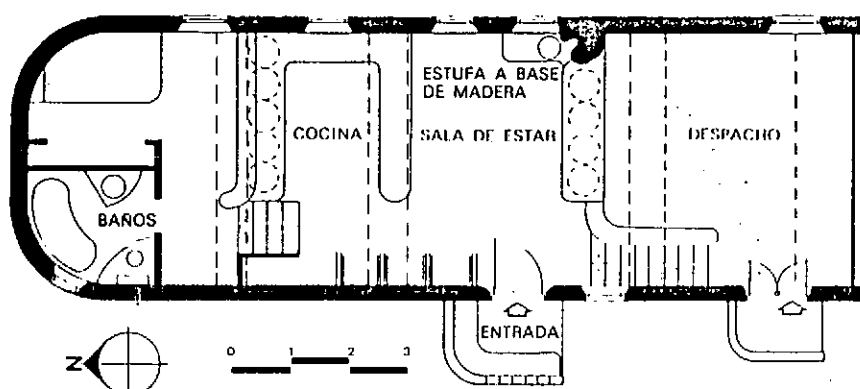 ESTUFA A BASE
DE MADERA
COCINA
SALA DE ESTAR
DESPACHO
BAÑOS
ENTRADA
N
0 1 2 3